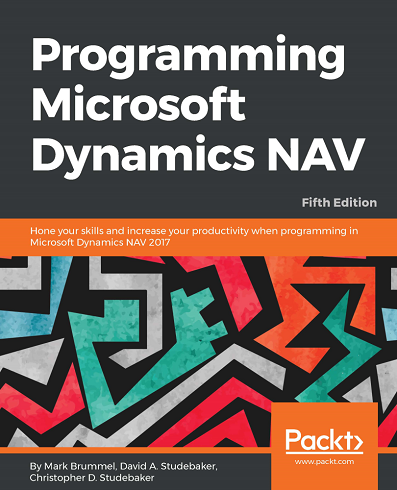 Programming
Microsoft
Dynamics NAV
Fifth Edition
Hone your skills and increase your productivity when programming in
Microsoft Dynamics NAV 2017
Packt>
www.packt.com
By Mark Brummel, David A. Studebaker,
Christopher D. Studebaker